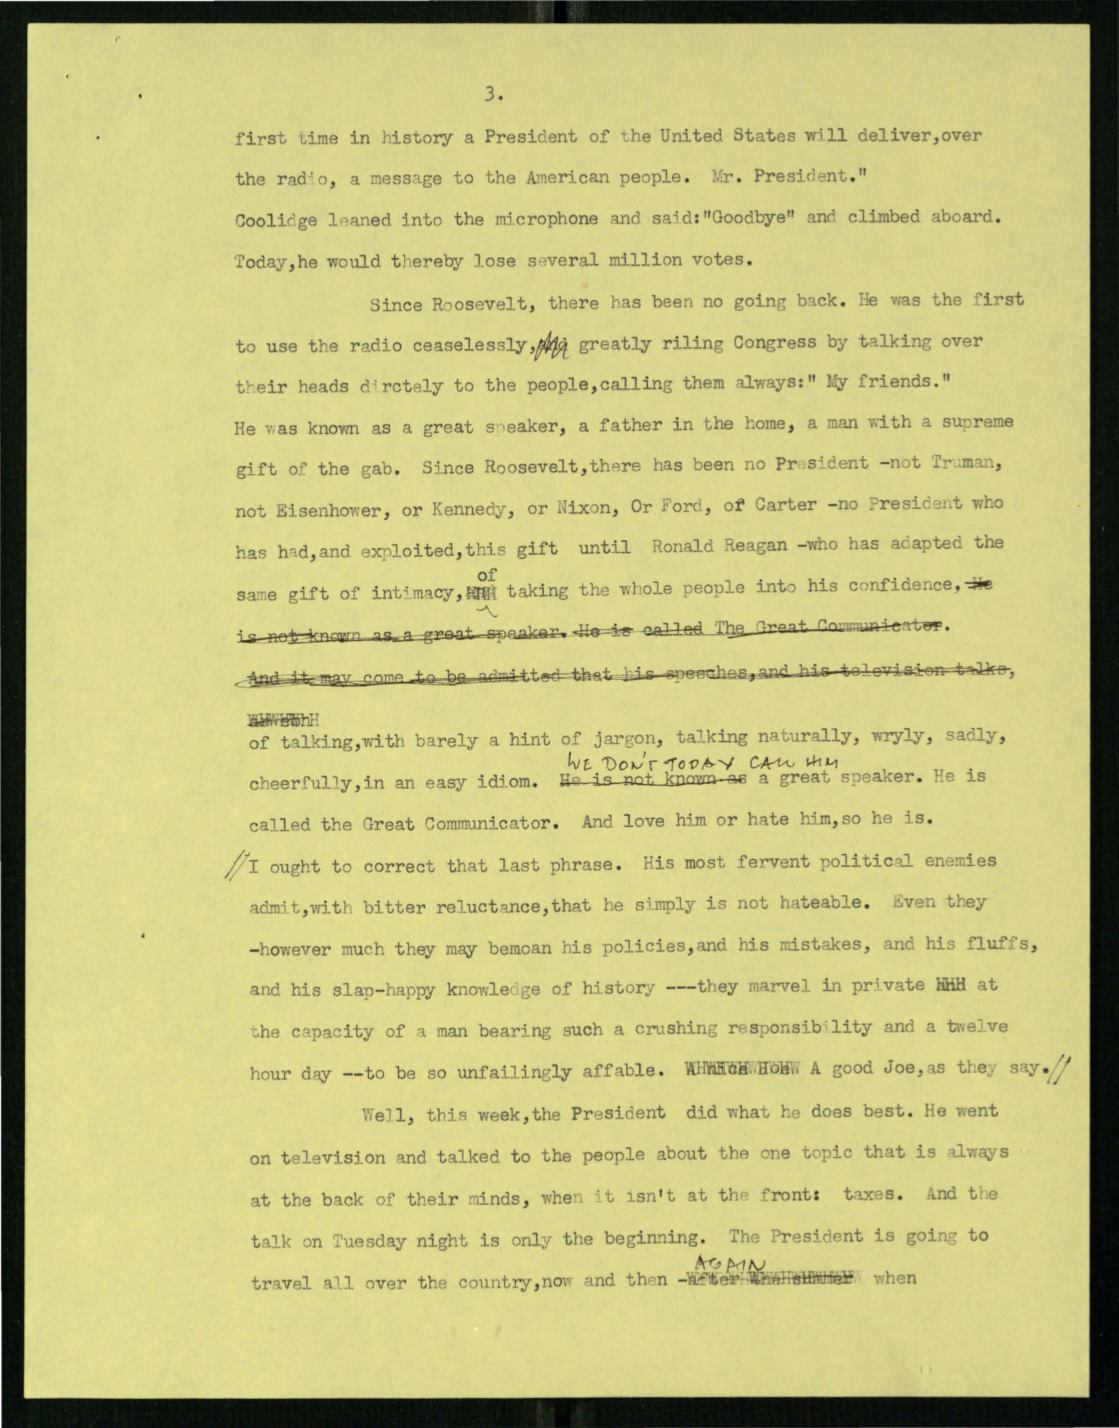 3.
first time in history a President of the United States will deliver,over
the radio, a message to the American people. Mr. President."
Coolidge leaned into the microphone and said:"Goodbye" and climbed aboard.
Today,he would thereby lose several million votes.
Since Roosevelt, there has been no going back. He was the first
to use the radio ceaselessly, greatly riling Congress by talking over
their heads dirctely to the people,calling them always:" My friends."
He was known as a great speaker, a father in the home, a man with a supreme
gift of the gab. Since Roosevelt,there has been no President -not Truman,
not Eisenhower, or Kennedy, or Nixon, Or Ford, of Carter -no President who
has had,and exploited,this gift until Ronald Reagan -who has adapted the
of
same gift of intimacy, taking the whole people into his confidence, He
is not known as a great speaker. He is called The Great Communicator.
And it may come to be admitted that his speeches,and his television talks,
of talking,with barely a hint of jargon, talking naturally, wryly, sadly,
WE DON'T TODAY CALL HIM
cheerfully,in an easy idiom. He is not known as a great speaker. He is
called the Great Communicator. And love him or hate him,so he is.
//I ought to correct that last phrase. His most fervent political enemies
admit,with bitter reluctance,that he simply is not hateable. Even they
-however much they may bemoan his policies,and his mistakes, and his fluffs,
and his slap-happy knowledge of history ---they marvel in private at
the capacity of a man bearing such a crushing responsibility and a twelve
hour day --to be so unfailingly affable. A good Joe,as they say.//
Well, this week,the President did what he does best. He went
on television and talked to the people about the one topic that is always
at the back of their minds, when it isn't at the front: taxes. And the
talk on Tuesday night is only the beginning. The President is going to
AGAIN
travel all over the country,now and then -after the summer when